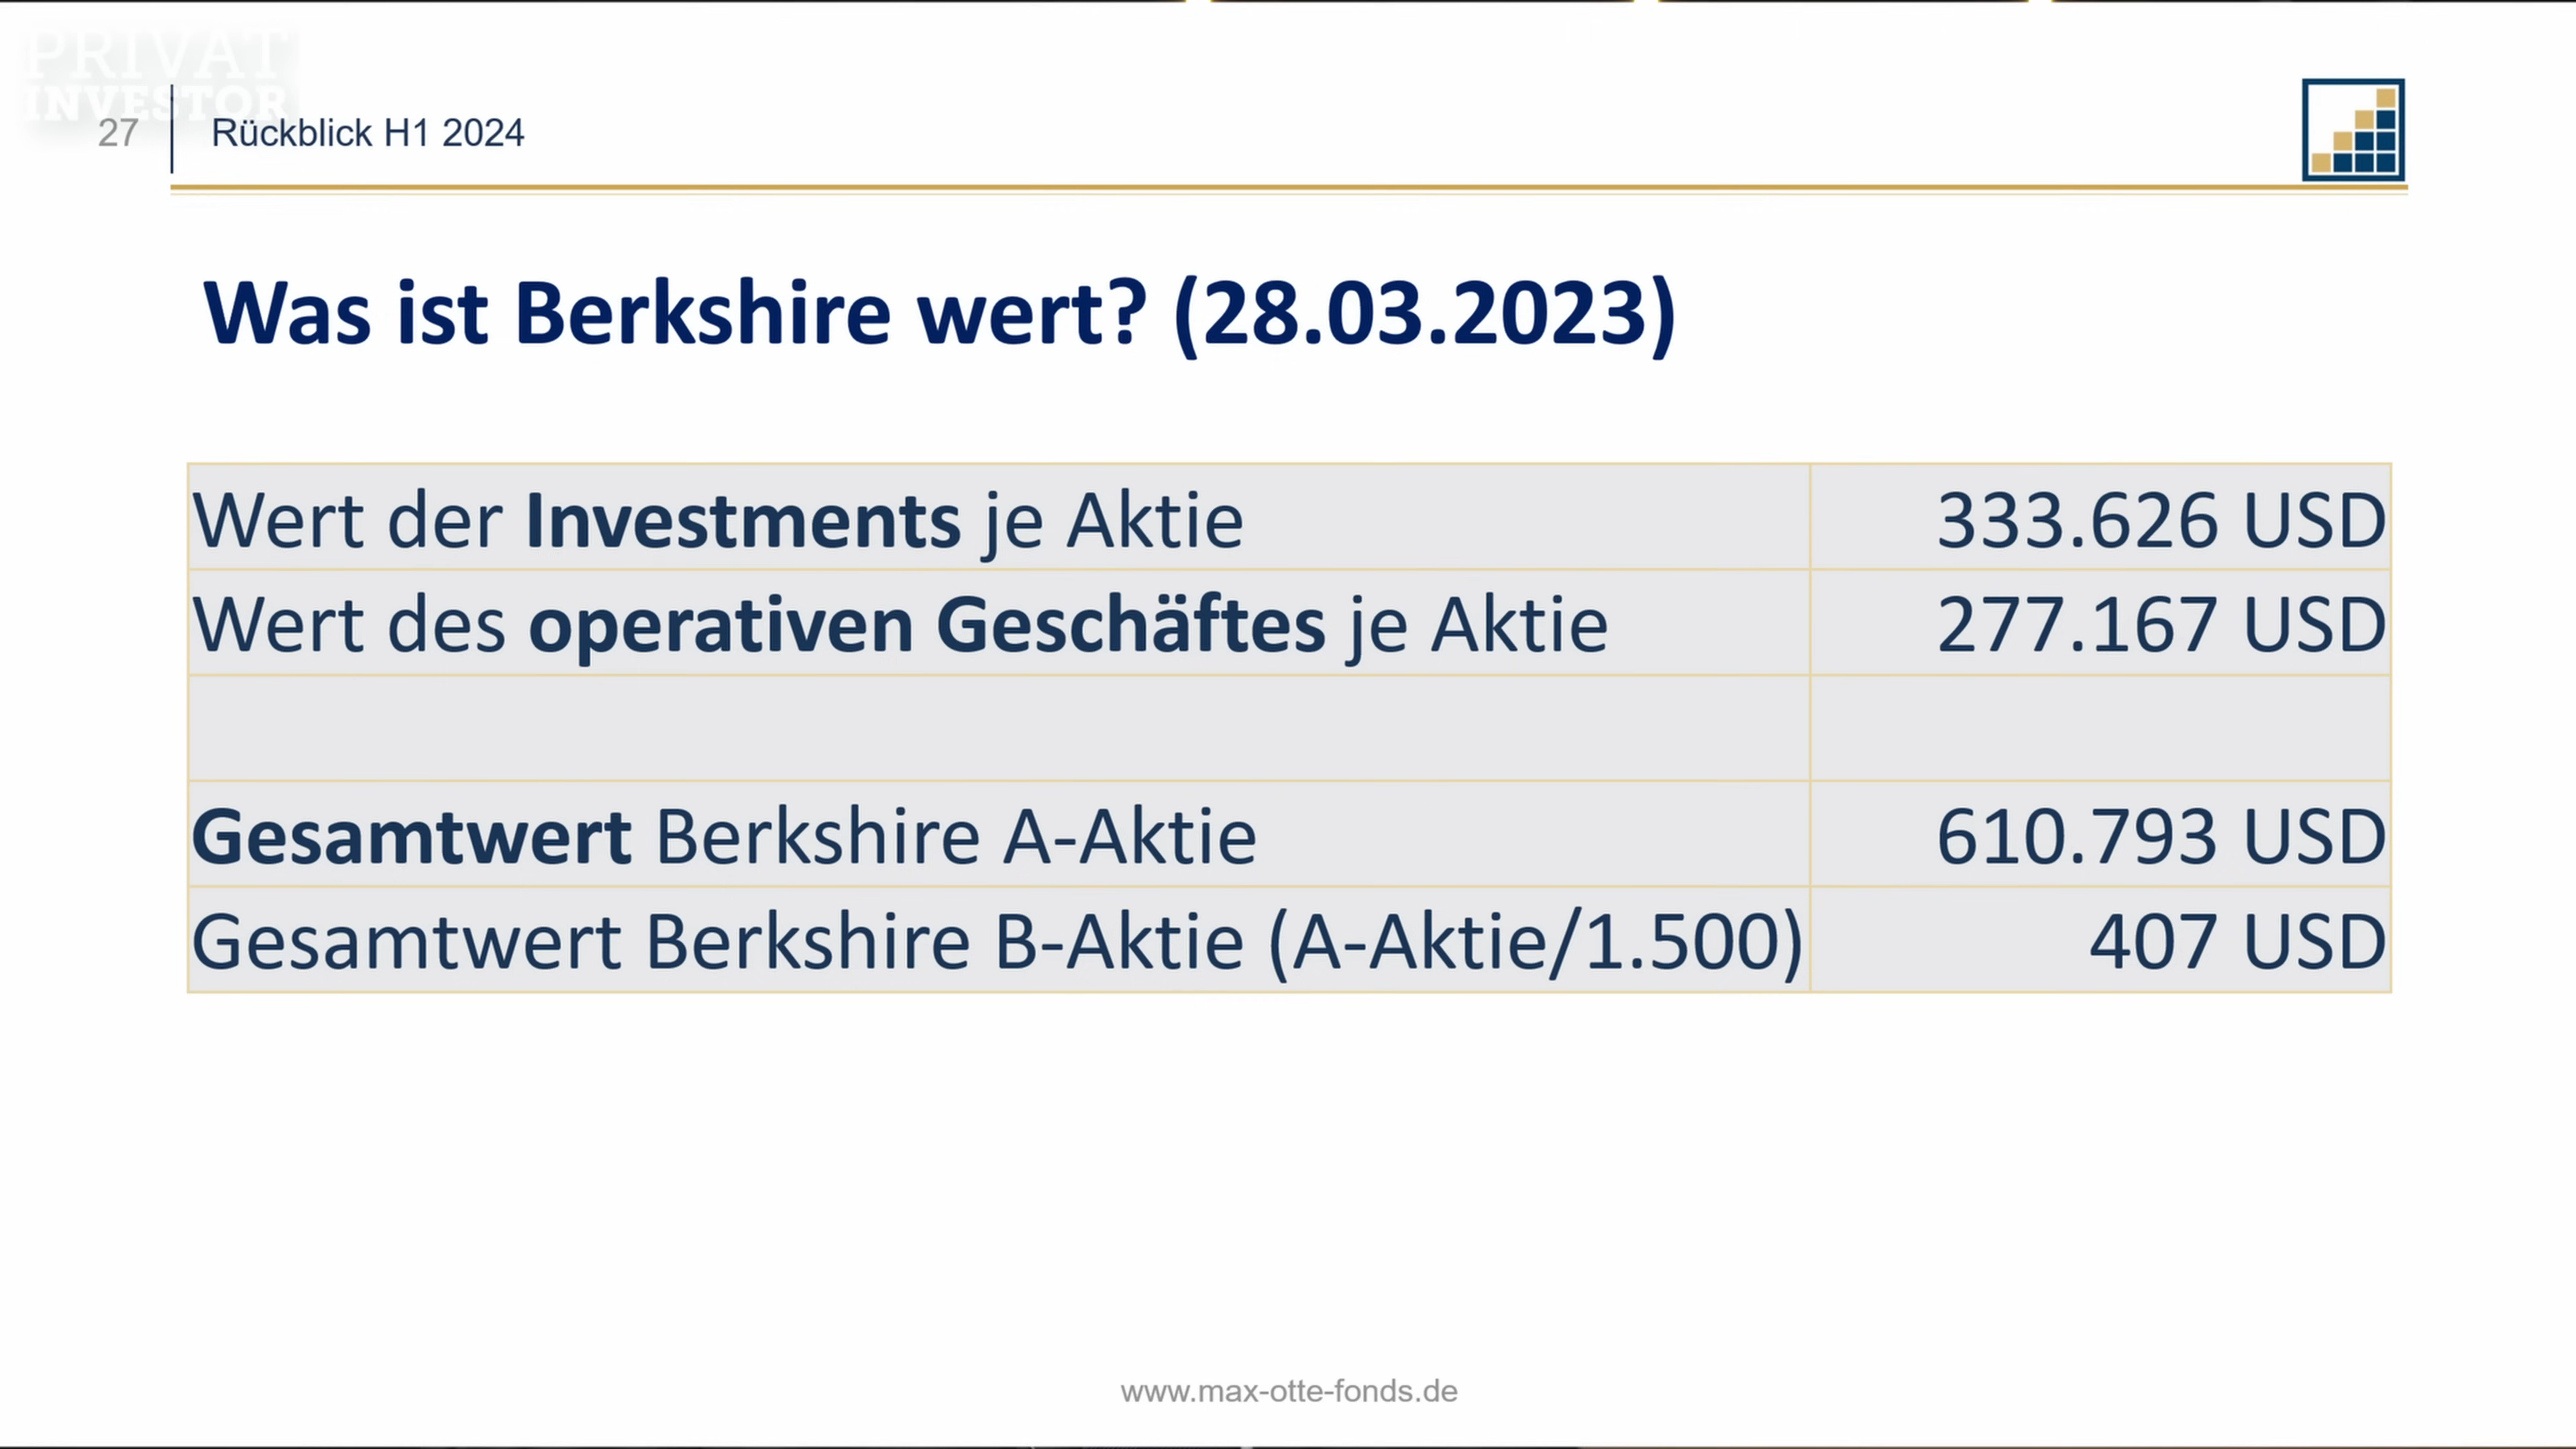 PRIVAT
INVESTOR
27
Rückblick H1 2024
Was ist Berkshire wert? (28.03.2023)
Wert der Investments je Aktie 333.626 USD
Wert des operativen Geschäftes je Aktie 277.167 USD
Gesamtwert Berkshire A-Aktie 610.793 USD
Gesamtwert Berkshire B-Aktie (A-Aktie/1.500) 407 USD
www.max-otte-fonds.de